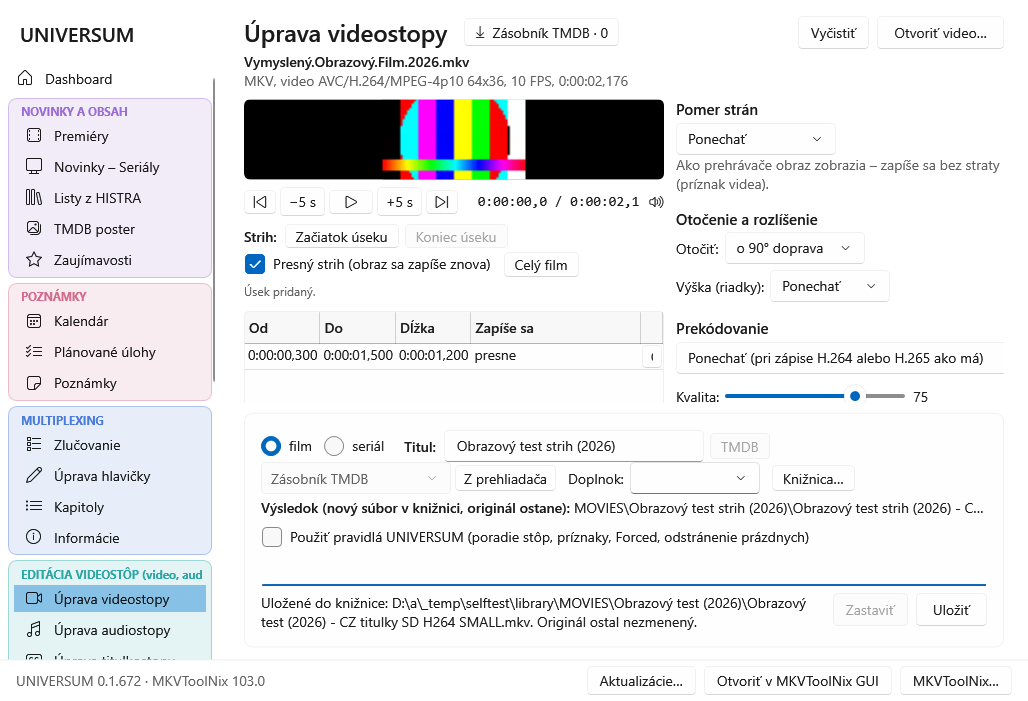 UNIVERSUM
Dashboard
NOVINKY A OBSAH
Premiéry
Novinky – Seriály
Listy z HISTRA
TMDB poster
Zaujímavosti
POZNÁMKY
Kalendár
Plánované úlohy
Poznámky
MULTIPLEXING
Zlučovanie
Úprava hlavičky
Kapitoly
Informácie
EDITÁCIA VIDEOSTÔP (video, aud
Úprava videostopy
Úprava audiostopy
Úprava videostopy
Zásobník TMDB · 0
Vyčistiť
Otvoriť video...
Vymyslený.Obrazový.Film.2026.mkv
MKV, video AVC/H.264/MPEG-4p10 64x36, 10 FPS, 0:00:02,176
−5 s
+5 s
0:00:00,0 / 0:00:02,1
Strih:
Začiatok úseku
Koniec úseku
Presný strih (obraz sa zapíše znova)
Celý film
Úsek pridaný.
Od Do Dĺžka Zapíše sa
0:00:00,300 0:00:01,500 0:00:01,200 presne
Pomer strán
Ponechať
Ako prehrávače obraz zobrazia – zapíše sa bez straty
(príznak videa).
Otočenie a rozlíšenie
Otočiť: o 90° doprava
Výška (riadky): Ponechať
Prekódovanie
Ponechať (pri zápise H.264 alebo H.265 ako má)
Kvalita: 75
film seriál Titul: Obrazový test strih (2026) TMDB
Zásobník TMDB Z prehliadača Doplnok: Knižnica...
Výsledok (nový súbor v knižnici, originál ostane): MOVIES\Obrazový test strih (2026)\Obrazový test strih (2026) - C...
Použiť pravidlá UNIVERSUM (poradie stôp, príznaky, Forced, odstránenie prázdnych)
Uložené do knižnice: D:\a\_temp\selftest\library\MOVIES\Obrazový test (2026)\Obrazový
test (2026) - CZ titulky SD H264 SMALL.mkv. Originál ostal nezmenený.
Zastaviť
Uložiť
UNIVERSUM 0.1.672 · MKVToolNix 103.0
Aktualizácie...
Otvoriť v MKVToolNix GUI
MKVToolNix...